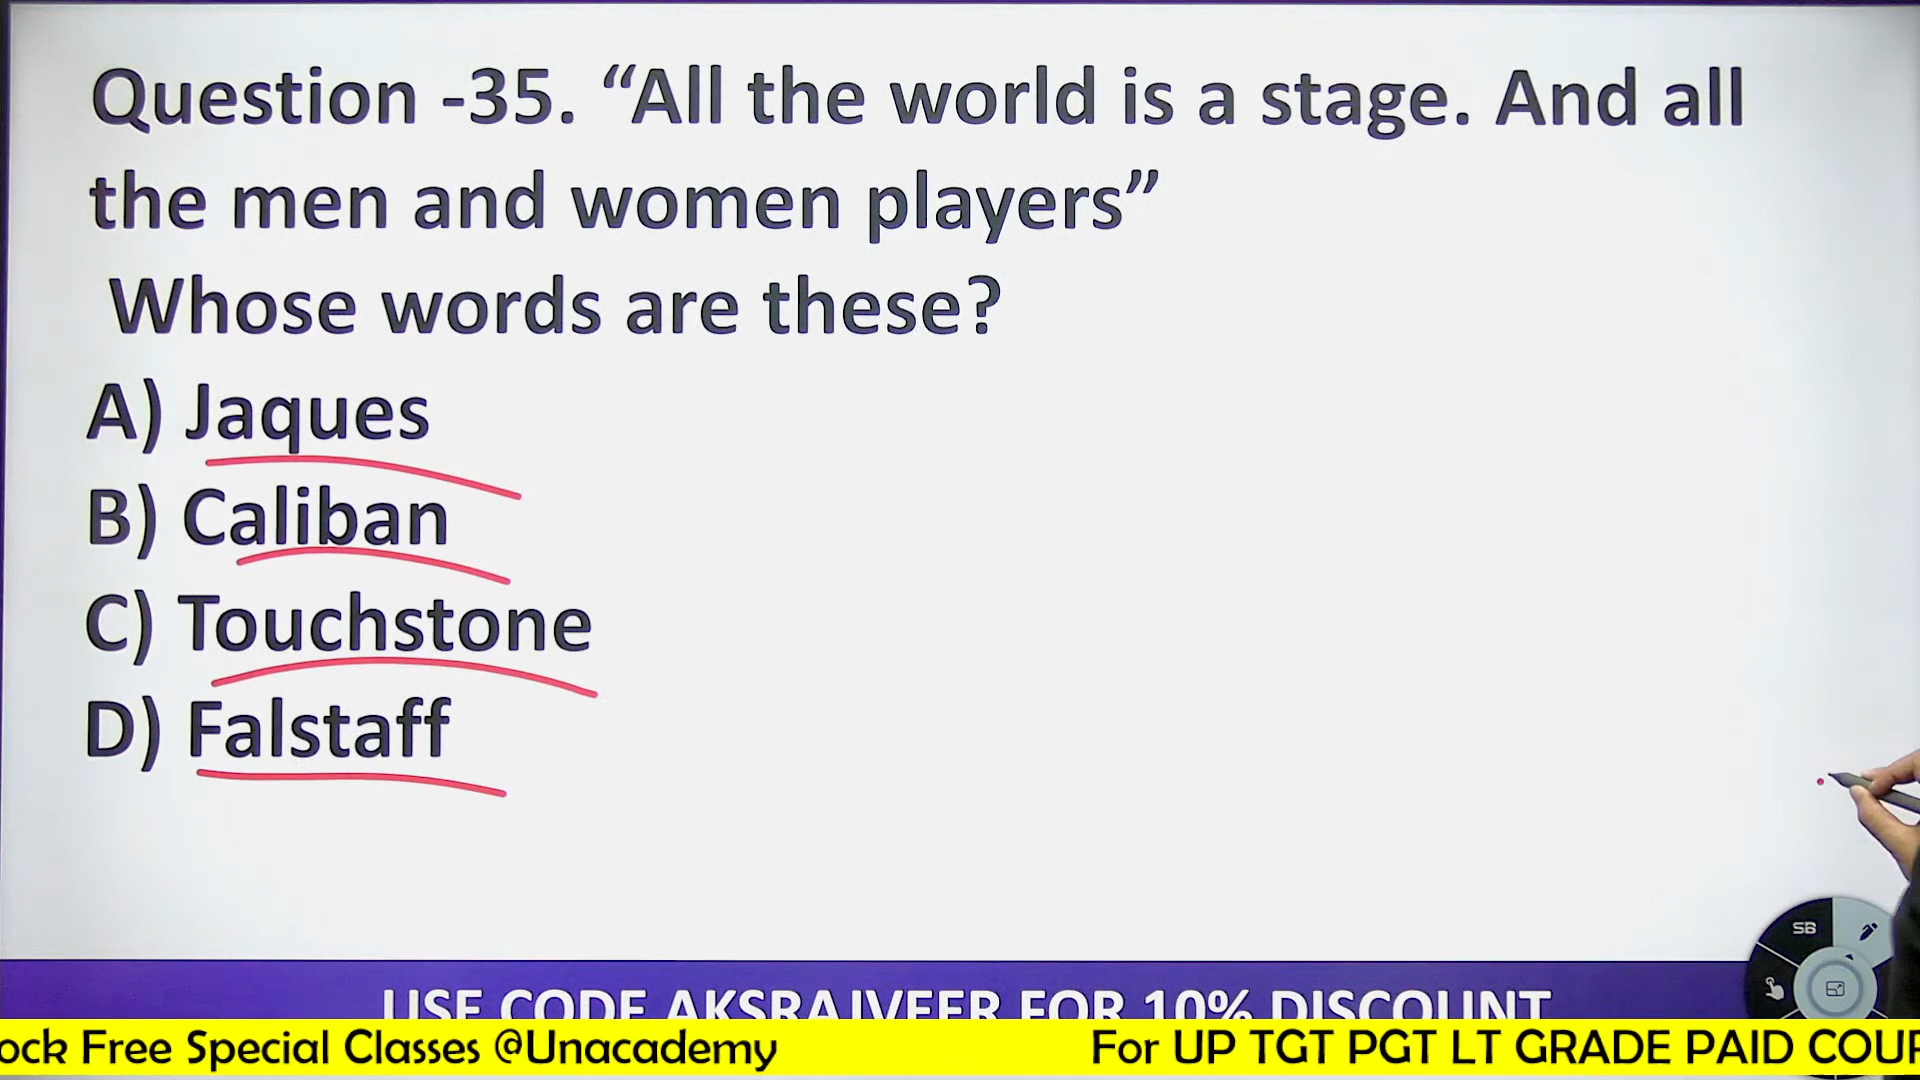 Question -35. “All the world is a stage. And all
the men and women players”
Whose words are these?
A) Jaques
B) Caliban
C) Touchstone
D) Falstaff
SB
USE CODE AKSRAJVEER FOR 10% DISCOUNT
ock Free Special Classes @Unacademy For UP TGT PGT LT GRADE PAID COUR